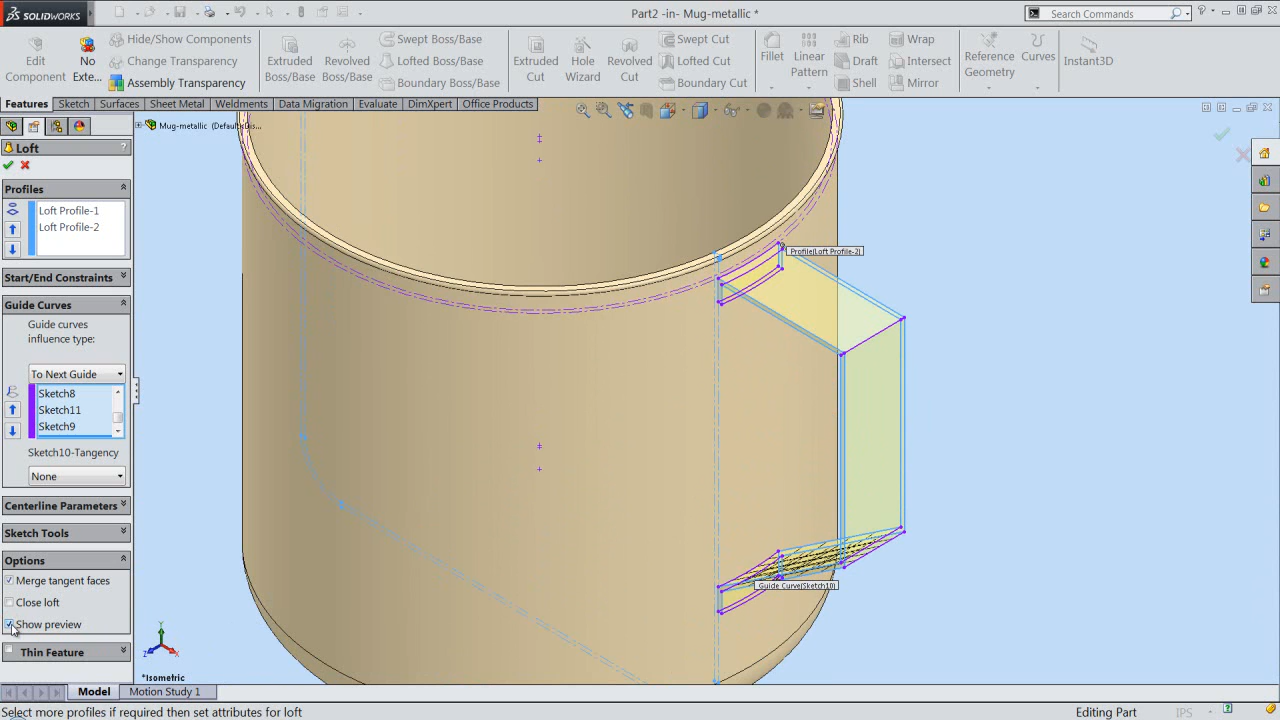 SOLIDWORKS
Part2 -in- Mug-metallic *
Search Commands
Edit Component
No Exte...
Hide/Show Components
Change Transparency
Assembly Transparency
Extruded Boss/Base
Revolved Boss/Base
Swept Boss/Base
Lofted Boss/Base
Boundary Boss/Base
Extruded Cut
Hole Wizard
Revolved Cut
Swept Cut
Lofted Cut
Boundary Cut
Fillet
Linear Pattern
Rib
Draft
Shell
Wrap
Intersect
Mirror
Reference Geometry
Curves
Instant3D
Features
Sketch
Surfaces
Sheet Metal
Weldments
Data Migration
Evaluate
DimXpert
Office Products
Mug-metallic (Default<Dis...
Loft
?
Profiles
Loft Profile-1
Loft Profile-2
Start/End Constraints
Guide Curves
Guide curves
influence type:
To Next Guide
Sketch8
Sketch11
Sketch9
Sketch10-Tangency
None
Centerline Parameters
Sketch Tools
Options
Merge tangent faces
Close loft
Show preview
Thin Feature
Profile(Loft Profile-2)
Guide Curve(Sketch10)
Y
Z
X
*Isometric
Model
Motion Study 1
Select more profiles if required then set attributes for loft
Editing Part
IPS